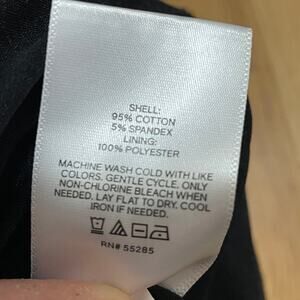 SHELL:
95% COTTON
5% SPANDEX
LINING:
100% POLYESTER
MACHINE WASH COLD WITH LIKE
COLORS. GENTLE CYCLE. ONLY
NON-CHLORINE BLEACH WHEN
NEEDED. LAY FLAT TO DRY. COOL
IRON IF NEEDED.
RN# 55285